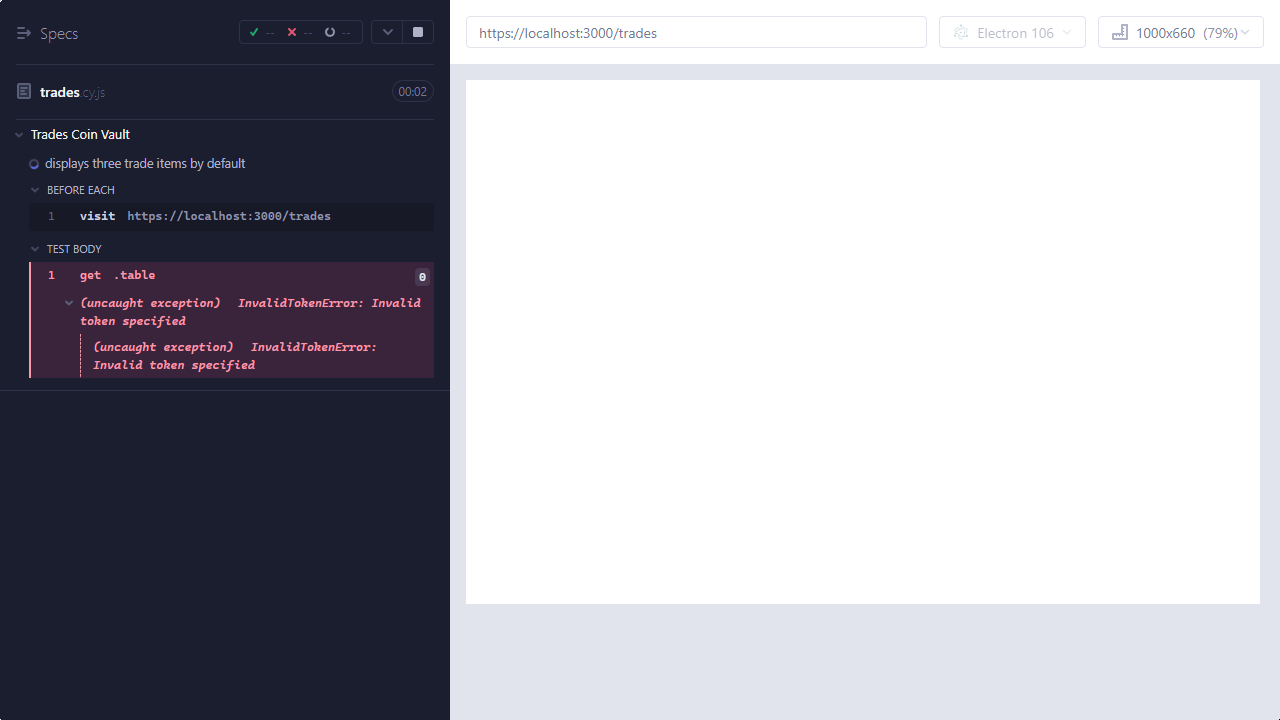 Specs
-- -- --
https://localhost:3000/trades
Electron 106
1000x660 (79%)
trades.cy.js
00:02
Trades Coin Vault
displays three trade items by default
BEFORE EACH
1 visit https://localhost:3000/trades
TEST BODY
1 get .table 0
(uncaught exception) InvalidTokenError: Invalid
token specified
(uncaught exception) InvalidTokenError:
Invalid token specified